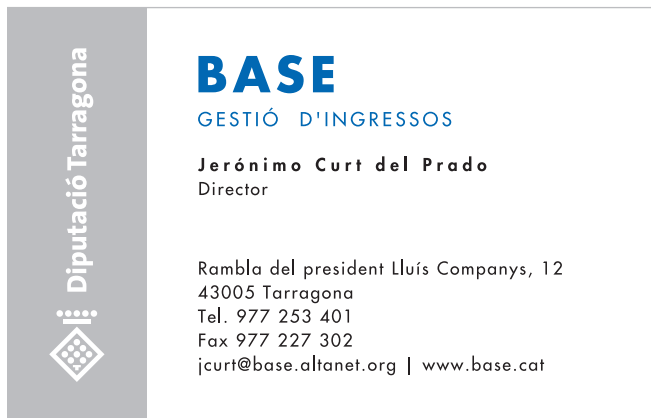 Diputació Tarragona
BASE
GESTIÓ D'INGRESSOS
Jerónimo Curt del Prado
Director
Rambla del president Lluís Companys, 12
43005 Tarragona
Tel. 977 253 401
Fax 977 227 302
jcurt@base.altanet.org | www.base.cat